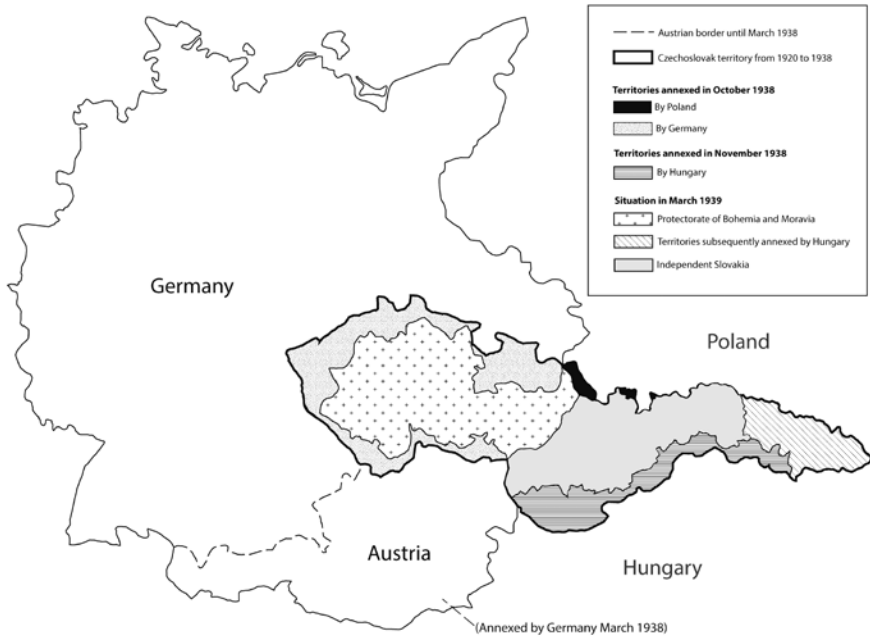 Austrian border until March 1938
Czechoslovak territory from 1920 to 1938
Territories annexed in October 1938
By Poland
By Germany
Territories annexed in November 1938
By Hungary
Situation in March 1939
Protectorate of Bohemia and Moravia
Territories subsequently annexed by Hungary
Independent Slovakia
Germany
Poland
Austria
Hungary
(Annexed by Germany March 1938)